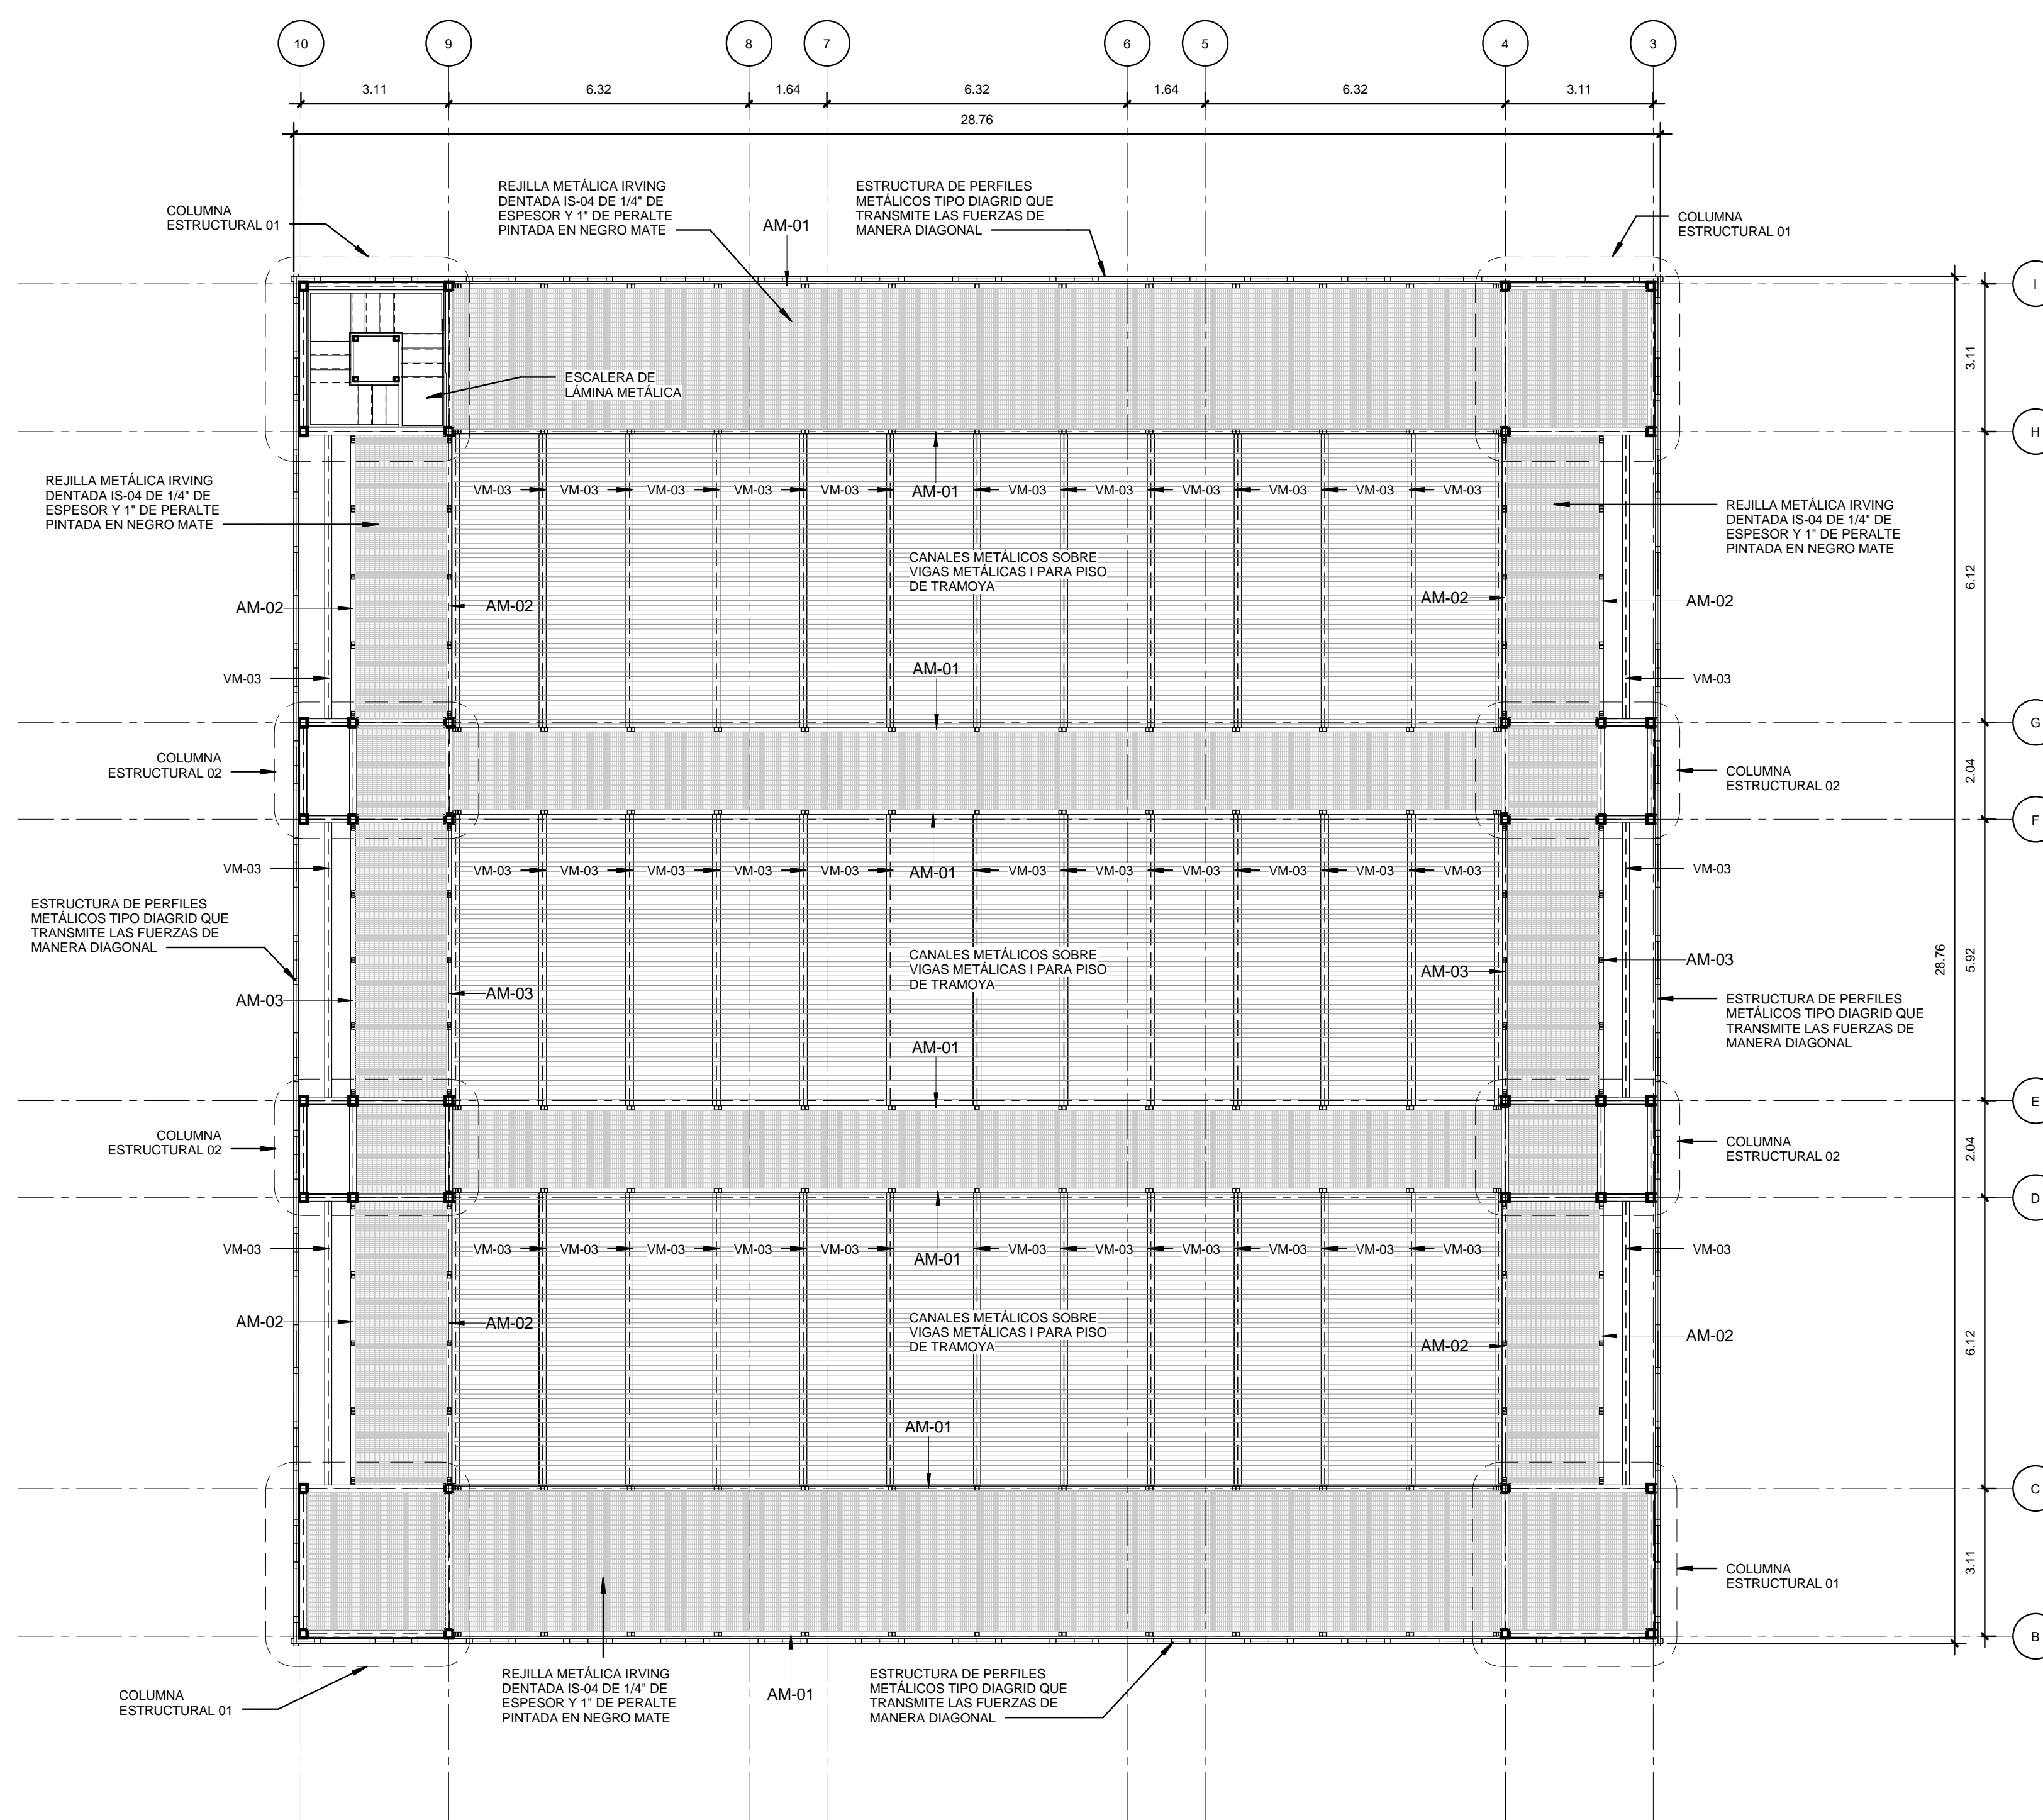 10 9 8 7 6 5 4 3
3.11 6.32 1.64 6.32 1.64 6.32 3.11
28.76
REJILLA METÁLICA IRVING
DENTADA IS-04 DE 1/4" DE
ESPESOR Y 1" DE PERALTE
PINTADA EN NEGRO MATE
ESTRUCTURA DE PERFILES
METÁLICOS TIPO DIAGRID QUE
TRANSMITE LAS FUERZAS DE
MANERA DIAGONAL
COLUMNA
ESTRUCTURAL 01
AM-01
COLUMNA
ESTRUCTURAL 01
I
3.11
ESCALERA DE
LÁMINA METÁLICA
H
REJILLA METÁLICA IRVING
DENTADA IS-04 DE 1/4" DE
ESPESOR Y 1" DE PERALTE
PINTADA EN NEGRO MATE
VM-03 VM-03 VM-03 VM-03 VM-03 AM-01 VM-03 VM-03 VM-03 VM-03 VM-03 VM-03
REJILLA METÁLICA IRVING
DENTADA IS-04 DE 1/4" DE
ESPESOR Y 1" DE PERALTE
PINTADA EN NEGRO MATE
CANALES METÁLICOS SOBRE
VIGAS METÁLICAS I PARA PISO
DE TRAMOYA
6.12
AM-02 AM-02 AM-02 AM-02
AM-01
VM-03 VM-03
G
COLUMNA
ESTRUCTURAL 02
COLUMNA
ESTRUCTURAL 02
2.04
F
VM-03 VM-03 VM-03 VM-03 VM-03 VM-03 AM-01 VM-03 VM-03 VM-03 VM-03 VM-03 VM-03 VM-03
ESTRUCTURA DE PERFILES
METÁLICOS TIPO DIAGRID QUE
TRANSMITE LAS FUERZAS DE
MANERA DIAGONAL
CANALES METÁLICOS SOBRE
VIGAS METÁLICAS I PARA PISO
DE TRAMOYA
28.76
5.92
AM-03 AM-03 AM-03 AM-03
ESTRUCTURA DE PERFILES
METÁLICOS TIPO DIAGRID QUE
TRANSMITE LAS FUERZAS DE
MANERA DIAGONAL
AM-01
E
COLUMNA
ESTRUCTURAL 02
COLUMNA
ESTRUCTURAL 02
2.04
D
VM-03 VM-03 VM-03 VM-03 VM-03 VM-03 AM-01 VM-03 VM-03 VM-03 VM-03 VM-03 VM-03 VM-03
CANALES METÁLICOS SOBRE
VIGAS METÁLICAS I PARA PISO
DE TRAMOYA
AM-02 AM-02 AM-02 AM-02
6.12
AM-01
C
COLUMNA
ESTRUCTURAL 01
3.11
B
REJILLA METÁLICA IRVING
DENTADA IS-04 DE 1/4" DE
ESPESOR Y 1" DE PERALTE
PINTADA EN NEGRO MATE
ESTRUCTURA DE PERFILES
METÁLICOS TIPO DIAGRID QUE
TRANSMITE LAS FUERZAS DE
MANERA DIAGONAL
COLUMNA
ESTRUCTURAL 01
AM-01